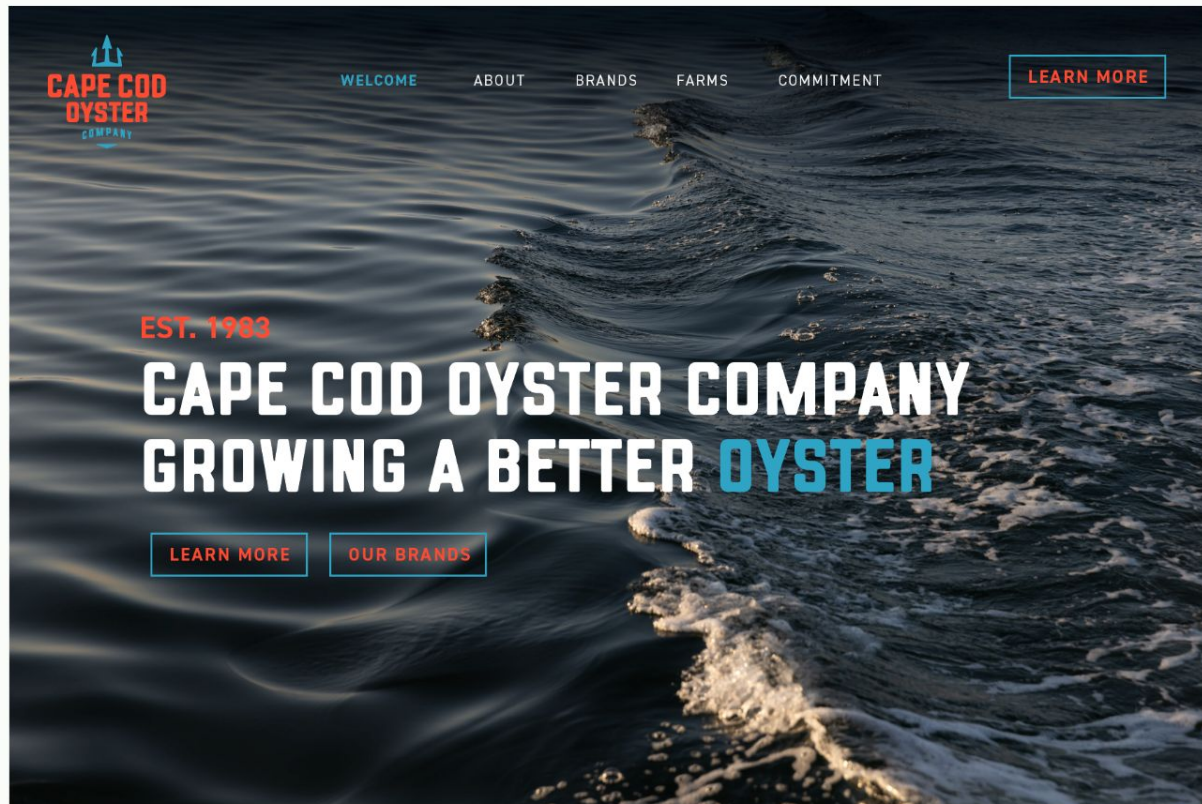 CAPE COD
OYSTER
COMPANY
WELCOME ABOUT BRANDS FARMS COMMITMENT
LEARN MORE
EST. 1983
CAPE COD OYSTER COMPANY
GROWING A BETTER OYSTER
LEARN MORE OUR BRANDS